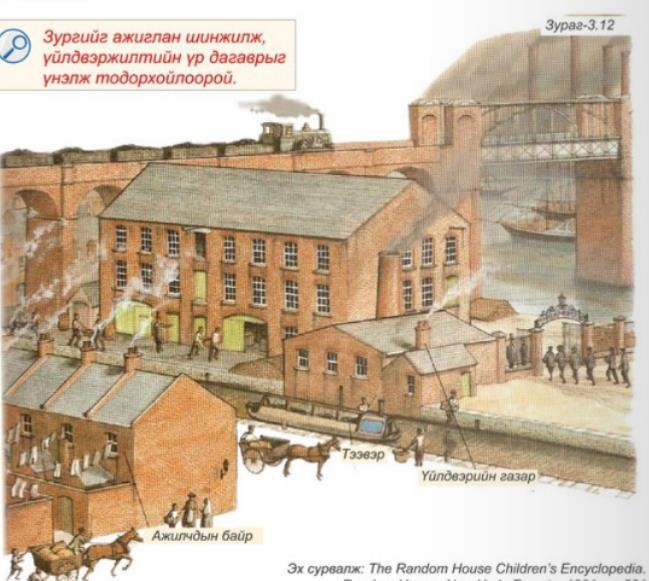 Зургийг ажиглан шинжилж,
үйлдвэржилтийн үр дагаврыг
үнэлж тодорхойлоорой.
Зураг-3.12
Тээвэр
Үйлдвэрийн газар
Ажилчдын байр
Эх сурвалж: The Random House Children's Encyclopedia.